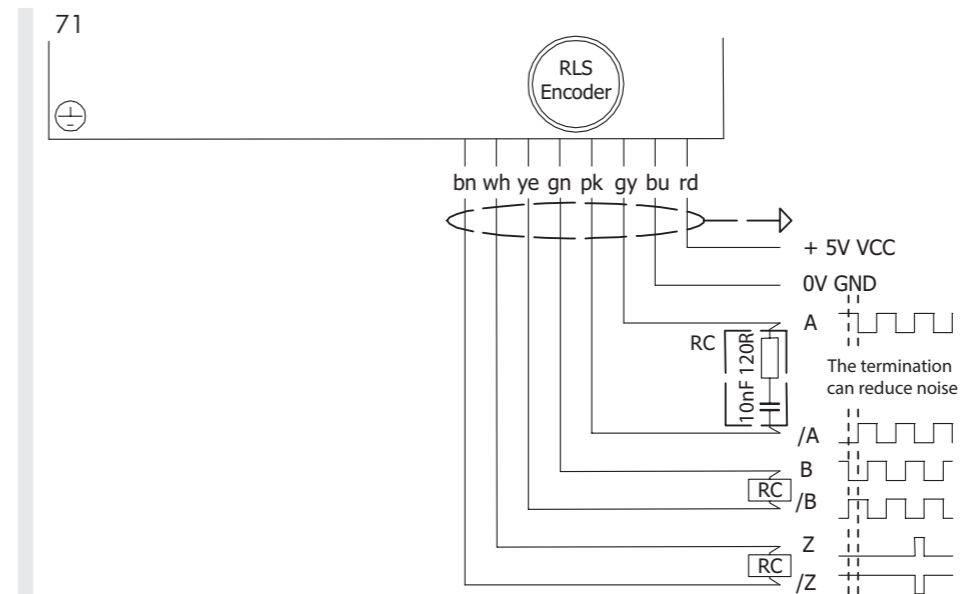 71
RLS
Encoder
bn wh ye gn pk gy bu rd
+ 5V VCC
0V GND
A
RC
10nF 120R
The termination
can reduce noise
/A
B
RC
/B
Z
RC
/Z